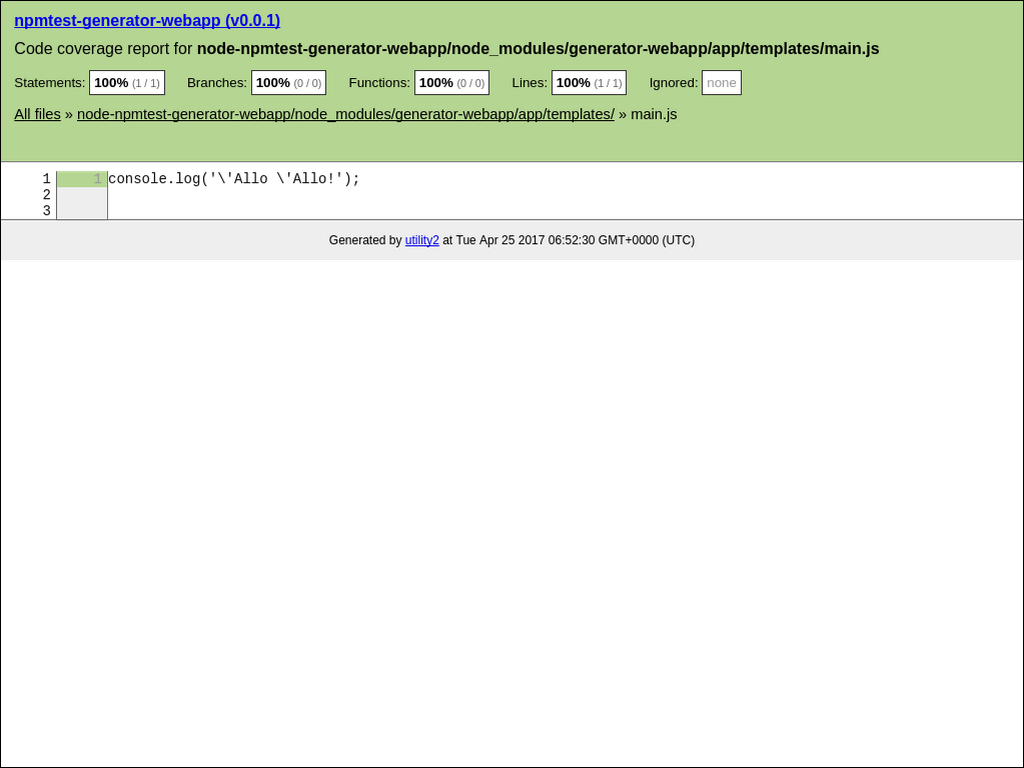 npmtest-generator-webapp (v0.0.1)
Code coverage report for node-npmtest-generator-webapp/node_modules/generator-webapp/app/templates/main.js
Statements: 100% (1 / 1) Branches: 100% (0 / 0) Functions: 100% (0 / 0) Lines: 100% (1 / 1) Ignored: none
All files » node-npmtest-generator-webapp/node_modules/generator-webapp/app/templates/ » main.js
1 1 console.log('\'Allo \'Allo!');
2
3
Generated by utility2 at Tue Apr 25 2017 06:52:30 GMT+0000 (UTC)